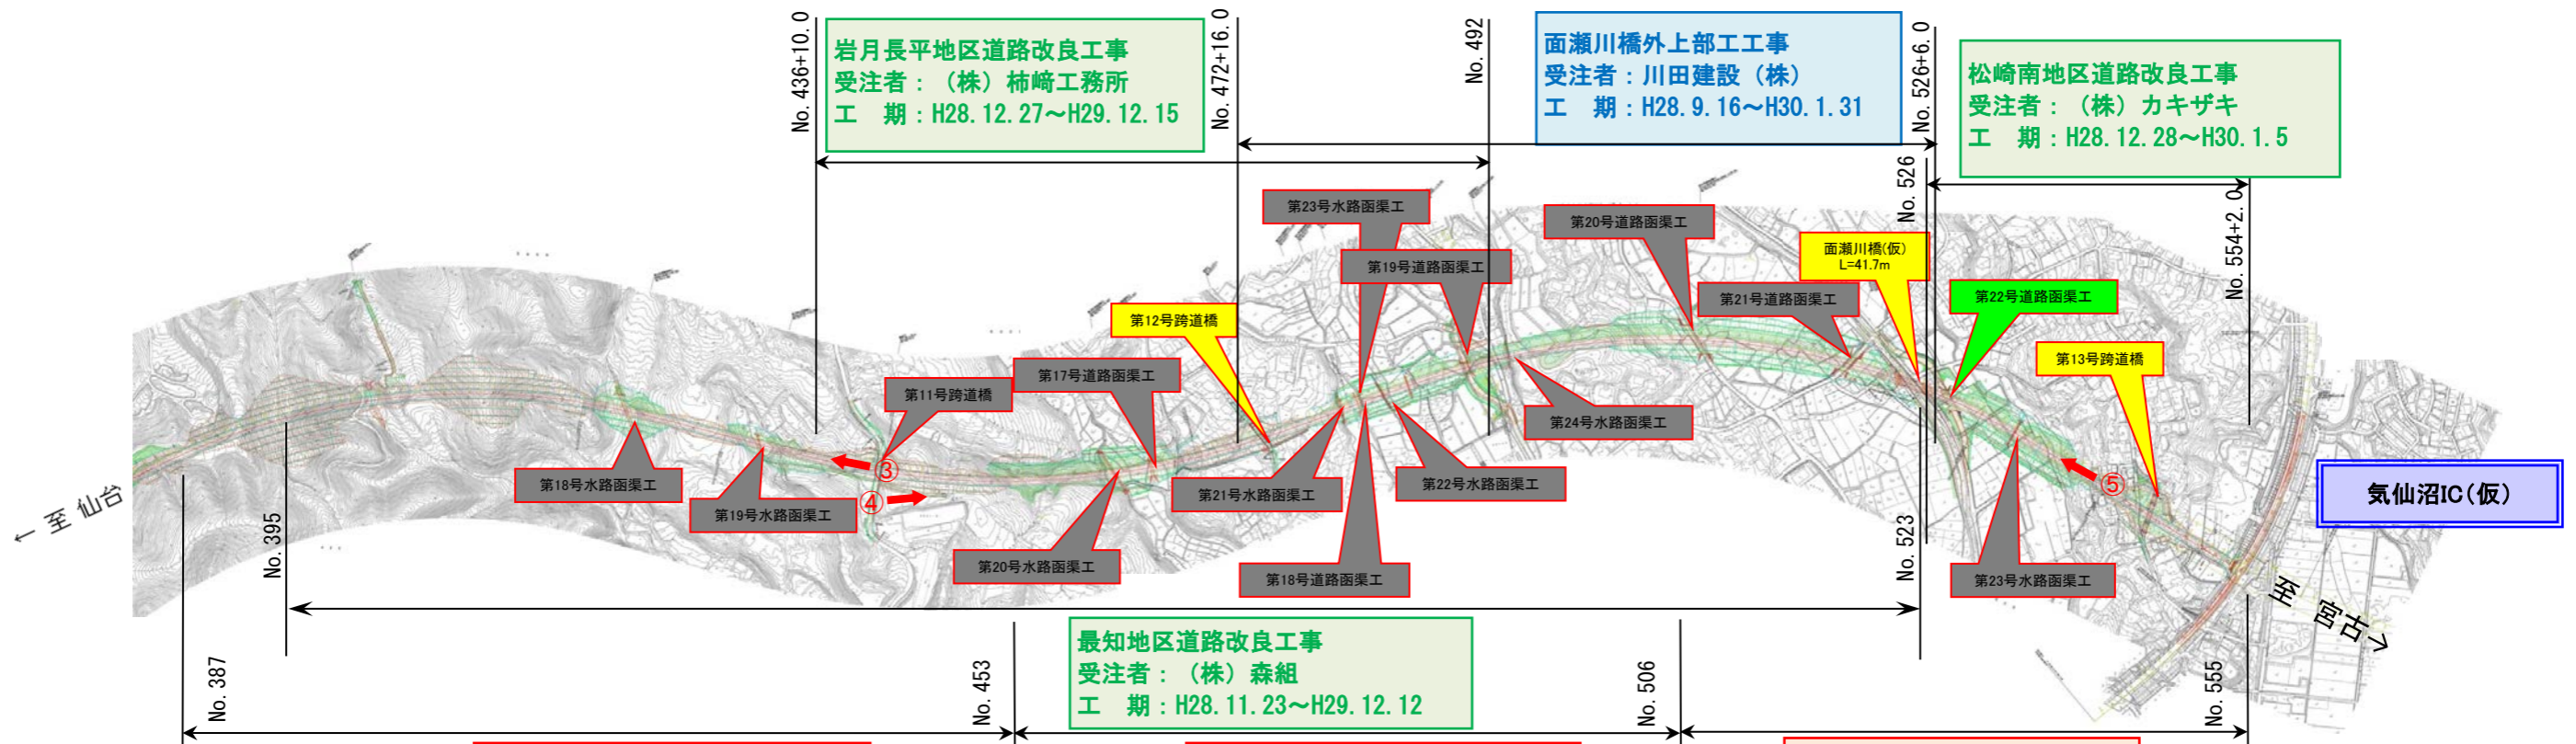 No. 436+10.0
岩月長平地区道路改良工事
受注者：（株）柿﨑工務所
工　期：H28.12.27～H29.12.15
No. 472+16.0
No. 492
面瀬川橋外上部工工事
受注者：川田建設（株）
工　期：H28.9.16～H30.1.31
No. 526+6.0
松崎南地区道路改良工事
受注者：（株）カキザキ
工　期：H28.12.28～H30.1.5
No. 526
No. 554+2.0
第23号水路函渠工
第19号道路函渠工
第20号道路函渠工
面瀬川橋(仮)
L=41.7m
第21号道路函渠工
第22号道路函渠工
第12号跨道橋
第13号跨道橋
第17号道路函渠工
第11号跨道橋
第24号水路函渠工
③
④
⑤
第18号水路函渠工
第19号水路函渠工
第21号水路函渠工
第22号水路函渠工
気仙沼IC（仮）
← 至 仙台
No. 395
第20号水路函渠工
第18号道路函渠工
No. 523
第23号水路函渠工
至 宮古→
最知地区道路改良工事
受注者：（株）森組
工　期：H28.11.23～H29.12.12
No. 387
No. 453
No. 506
No. 555